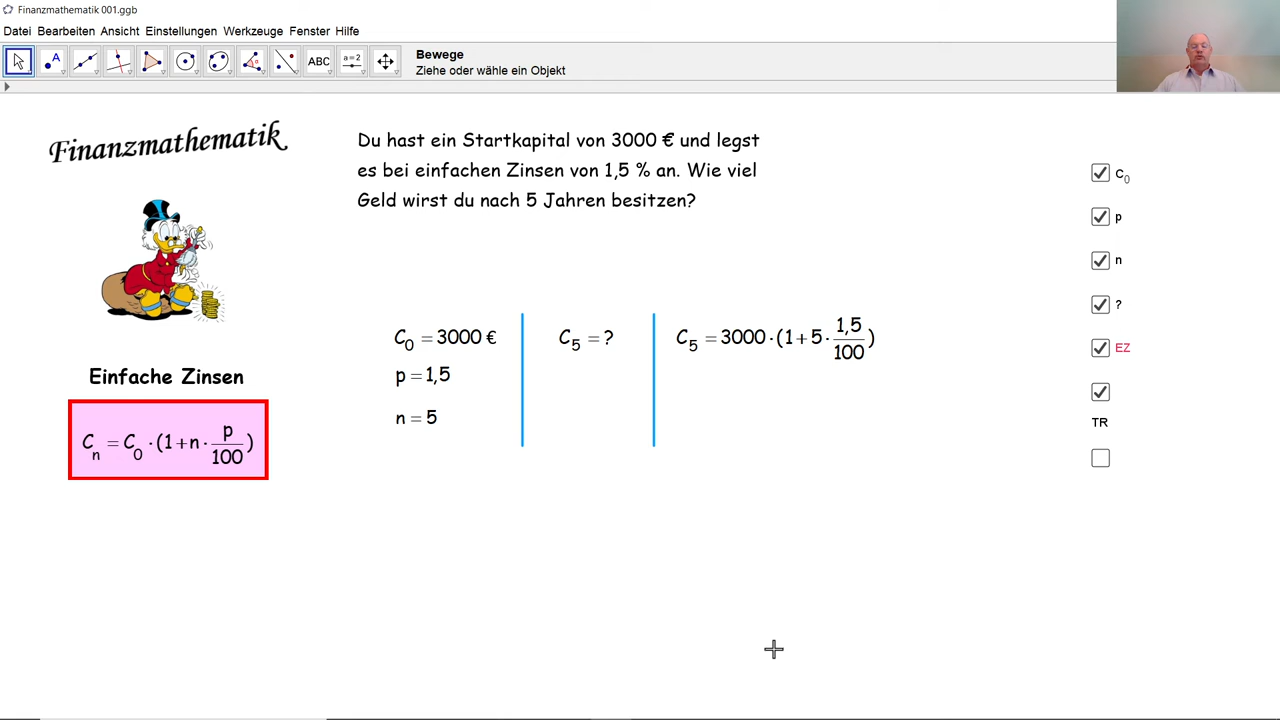 Finanzmathematik 001.ggb
Datei Bearbeiten Ansicht Einstellungen Werkzeuge Fenster Hilfe
A
ABC
a=2
Bewege
Ziehe oder wähle ein Objekt
Finanzmathematik
Du hast ein Startkapital von 3000 € und legst
es bei einfachen Zinsen von 1,5 % an. Wie viel
Geld wirst du nach 5 Jahren besitzen?
C₀ = 3000 €
p = 1,5
n = 5
C₅ = ?
C₅ = 3000 · (1 + 5 · 1,5/100)
Einfache Zinsen
Cₙ = C₀ · (1 + n · p/100)
C₀
p
n
?
EZ
TR